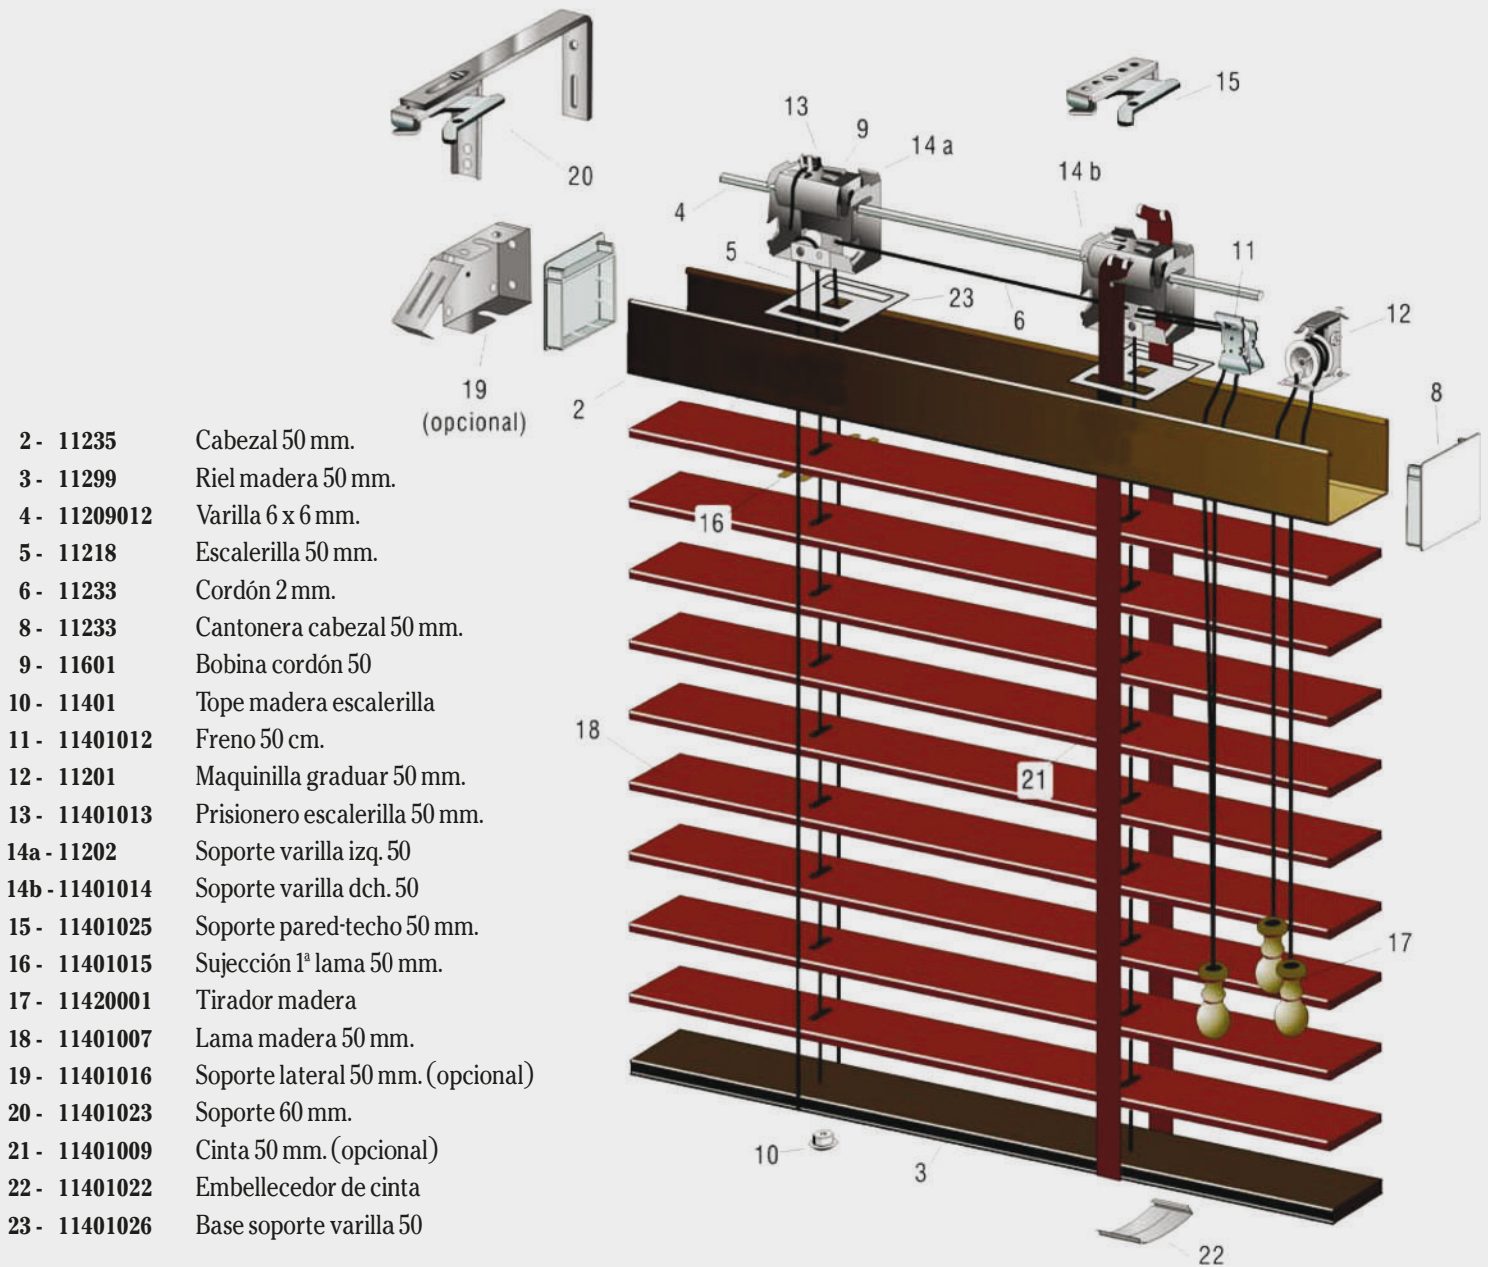 20
15
13
9
14 a
14 b
4
5
23
6
11
12
19
(opcional)
2
8
16
18
21
17
10
3
22
2 - 11235 Cabezal 50 mm.
3 - 11299 Riel madera 50 mm.
4 - 11209012 Varilla 6 x 6 mm.
5 - 11218 Escalerilla 50 mm.
6 - 11233 Cordón 2 mm.
8 - 11233 Cantonera cabezal 50 mm.
9 - 11601 Bobina cordón 50
10 - 11401 Tope madera escalerilla
11 - 11401012 Freno 50 cm.
12 - 11201 Maquinilla graduar 50 mm.
13 - 11401013 Prisionero escalerilla 50 mm.
14a - 11202 Soporte varilla izq. 50
14b - 11401014 Soporte varilla dch. 50
15 - 11401025 Soporte pared-techo 50 mm.
16 - 11401015 Sujección 1ª lama 50 mm.
17 - 11420001 Tirador madera
18 - 11401007 Lama madera 50 mm.
19 - 11401016 Soporte lateral 50 mm. (opcional)
20 - 11401023 Soporte 60 mm.
21 - 11401009 Cinta 50 mm. (opcional)
22 - 11401022 Embellecedor de cinta
23 - 11401026 Base soporte varilla 50